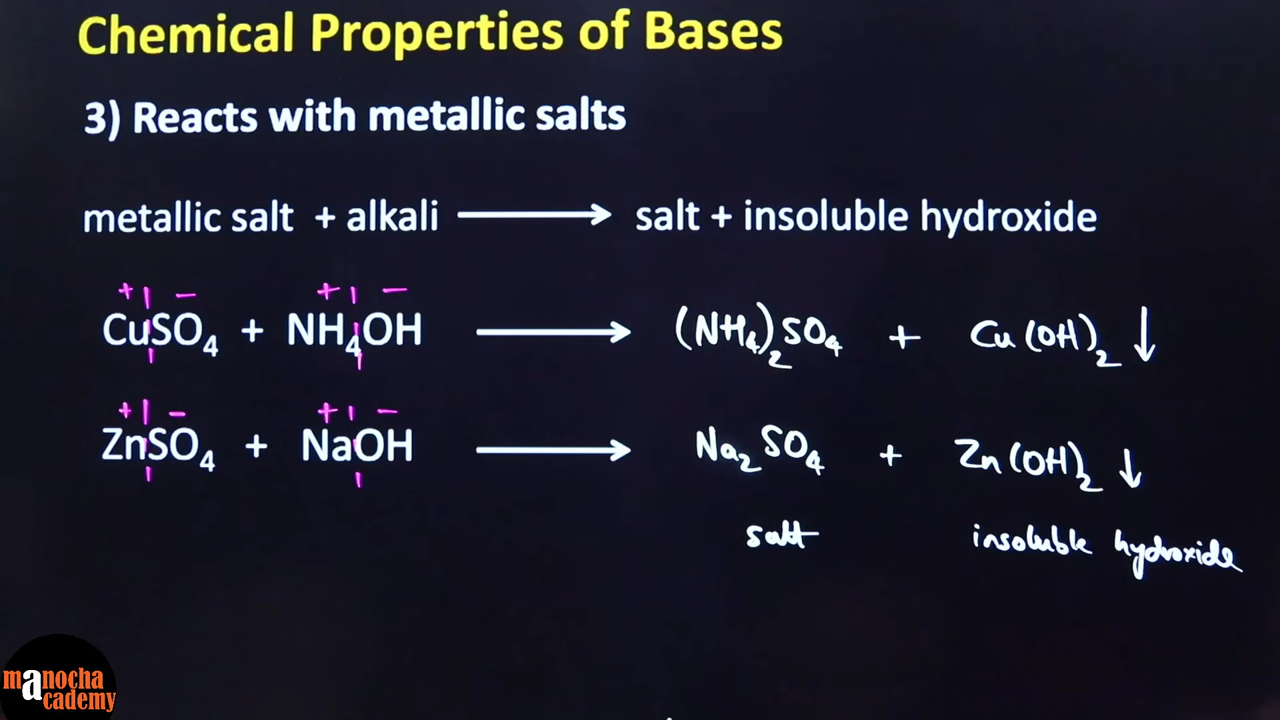 Chemical Properties of Bases
3) Reacts with metallic salts
metallic salt + alkali ⟶ salt + insoluble hydroxide
+ | − + | −
CuSO₄ + NH₄OH ⟶ (NH₄)₂SO₄ + Cu(OH)₂ ↓
+ | − + | −
ZnSO₄ + NaOH ⟶ Na₂SO₄ + Zn(OH)₂ ↓
salt insoluble hydroxide
manocha
academy